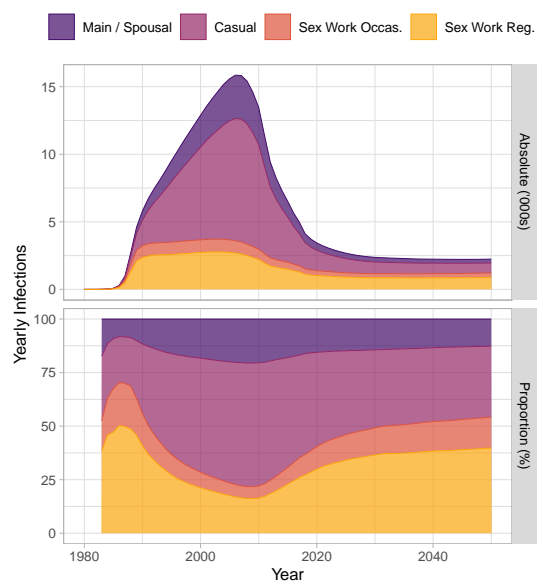 Main / Spousal Casual Sex Work Occas. Sex Work Reg.
15
10
5
0
Absolute ('000s)
100
75
50
25
0
Proportion (%)
Yearly Infections
1980 2000 2020 2040
Year